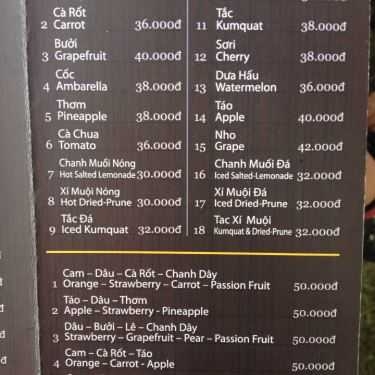 Cà Rốt
2 Carrot 36.000đ
Bưởi
3 Grapefruit 40.000đ
Cốc
4 Ambarella 38.000đ
Thơm
5 Pineapple 38.000đ
Cà Chua
6 Tomato 36.000đ
Chanh Muối Nóng
7 Hot Salted-Lemonade 30.000đ
Xí Muội Nóng
8 Hot Dried-Prune 30.000đ
Tắc Đá
9 Iced Kumquat 32.000đ
Tắc
11 Kumquat 38.000đ
Sơri
12 Cherry 38.000đ
Dưa Hấu
13 Watermelon 36.000đ
Táo
14 Apple 40.000đ
Nho
15 Grape 42.000đ
Chanh Muối Đá
16 Iced Salted-Lemonade 32.000đ
Xí Muội Đá
17 Iced Dried-Prune 32.000đ
Tac Xí Muội
18 Kumquat & Dried-Prune 32.000đ
Cam – Dâu – Cà Rốt – Chanh Dây
1 Orange – Strawberry – Carrot – Passion Fruit 50.000đ
Táo – Dâu – Thơm
2 Apple – Strawberry - Pineapple 50.000đ
Dâu – Bưởi – Lê – Chanh Dây
3 Strawberry – Grapefruit – Pear – Passion Fruit 50.000đ
Cam – Cà Rốt – Táo
4 Orange – Carrot - Apple 50.000đ